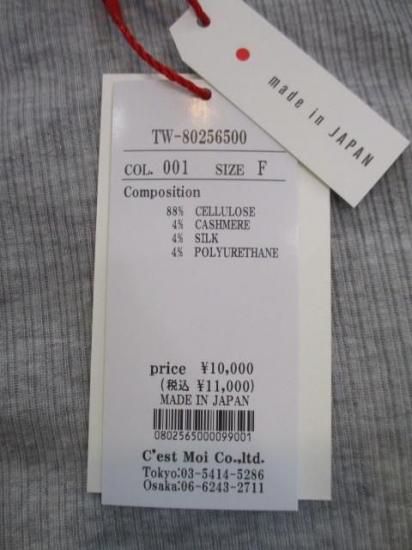 made in JAPAN
TW-80256500
COL. 001 SIZE F
Composition
88% CELLULOSE
4% CASHMERE
4% SILK
4% POLYURETHANE
price ¥10,000
(税込 ¥11,000)
MADE IN JAPAN
0802565000099001
C'est Moi Co.,ltd.
Tokyo:03-5414-5286
Osaka:06-6243-2711